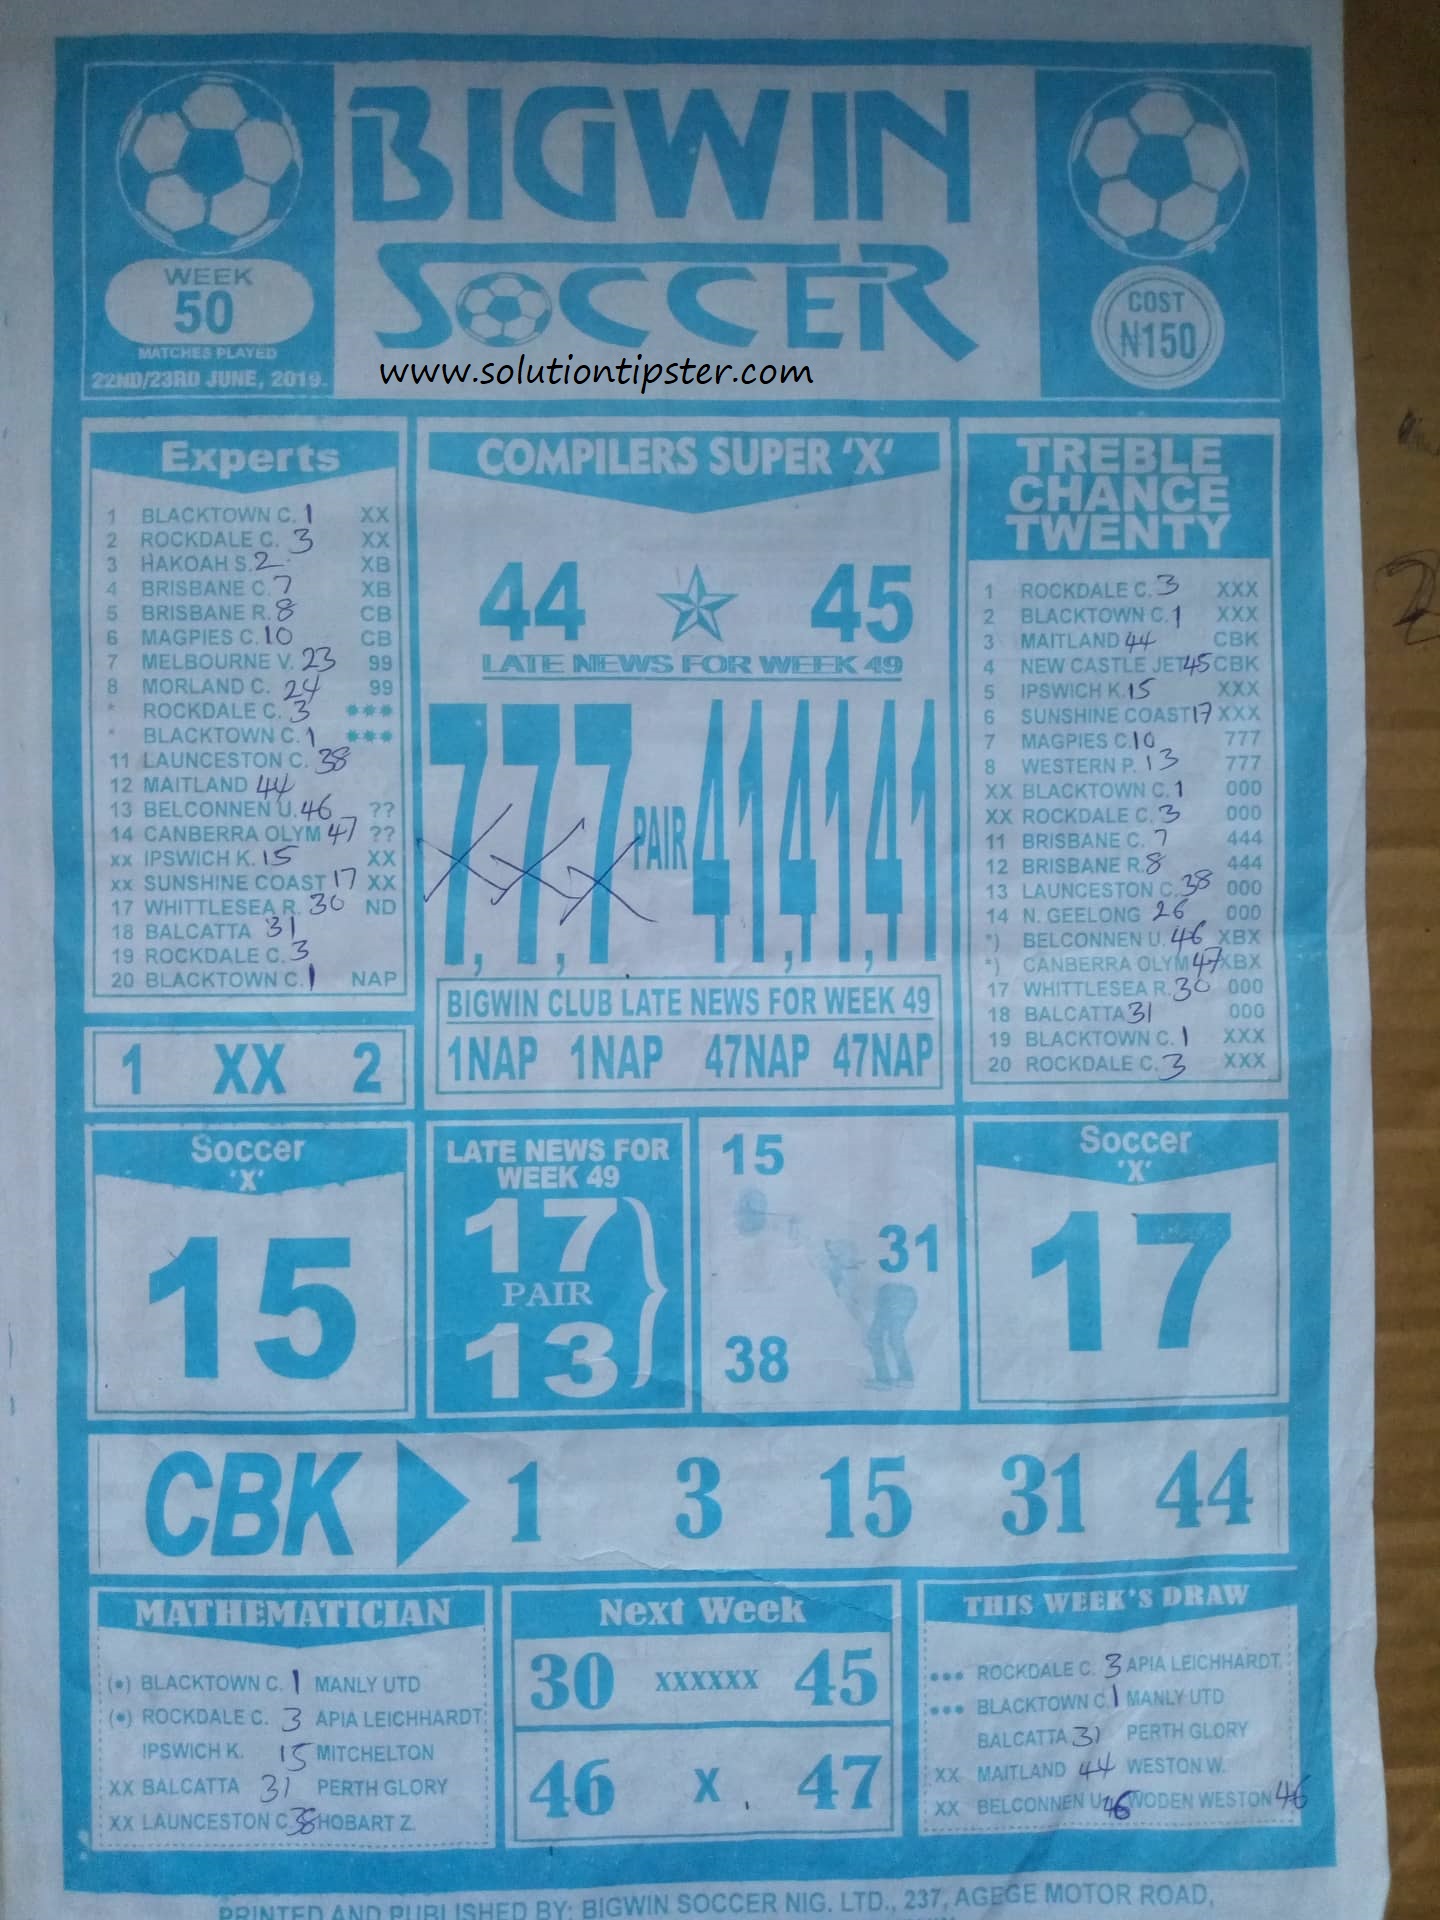 BIGWIN
SOCCER
WEEK
50
MATCHES PLAYED
22ND/23RD JUNE, 2019.
www.solutiontipster.com
COST
₦150
Experts
1 BLACKTOWN C. 1 XX
2 ROCKDALE C. 3 XX
3 HAKOAH S. 2 XB
4 BRISBANE C. 7 XB
5 BRISBANE R. 8 CB
6 MAGPIES C. 10 CB
7 MELBOURNE V. 23 99
8 MORLAND C. 24 99
* ROCKDALE C. 3 ***
* BLACKTOWN C. 1 ***
11 LAUNCESTON C. 38
12 MAITLAND 44
13 BELCONNEN U. 46 ??
14 CANBERRA OLYM 47 ??
xx IPSWICH K. 15 XX
xx SUNSHINE COAST 17 XX
17 WHITTLESEA R. 30 ND
18 BALCATTA 31
19 ROCKDALE C. 3
20 BLACKTOWN C. 1 NAP
1 XX 2
COMPILERS SUPER 'X'
44 45
LATE NEWS FOR WEEK 49
7,7,7 PAIR 41,41,41
XXX
BIGWIN CLUB LATE NEWS FOR WEEK 49
1NAP 1NAP 47NAP 47NAP
TREBLE
CHANCE
TWENTY
1 ROCKDALE C. 3 XXX
2 BLACKTOWN C. 1 XXX
3 MAITLAND 44 CBK
4 NEW CASTLE JET 45 CBK
5 IPSWICH K. 15 XXX
6 SUNSHINE COAST 17 XXX
7 MAGPIES C. 10 777
8 WESTERN P. 13 777
XX BLACKTOWN C. 1 000
XX ROCKDALE C. 3 000
11 BRISBANE C. 7 444
12 BRISBANE R. 8 444
13 LAUNCESTON C. 38 000
14 N. GEELONG 26 000
*) BELCONNEN U. 46 XBX
*) CANBERRA OLYM 47 XBX
17 WHITTLESEA R. 30 000
18 BALCATTA 31 000
19 BLACKTOWN C. 1 XXX
20 ROCKDALE C. 3 XXX
Soccer
'X'
15
LATE NEWS FOR
WEEK 49
17
PAIR
13
15
31
38
Soccer
'X'
17
CBK 1 3 15 31 44
MATHEMATICIAN
(•) BLACKTOWN C. 1 MANLY UTD
(•) ROCKDALE C. 3 APIA LEICHHARDT
IPSWICH K. 15 MITCHELTON
XX BALCATTA 31 PERTH GLORY
XX LAUNCESTON C 38 HOBART Z.
Next Week
30 xxxxxx 45
46 X 47
THIS WEEK'S DRAW
••• ROCKDALE C. 3 APIA LEICHHARDT.
••• BLACKTOWN C 1 MANLY UTD
BALCATTA 31 PERTH GLORY
XX MAITLAND 44 WESTON W.
XX BELCONNEN U 46 WODEN WESTON 46
PRINTED AND PUBLISHED BY: BIGWIN SOCCER NIG. LTD., 237, AGEGE MOTOR ROAD,